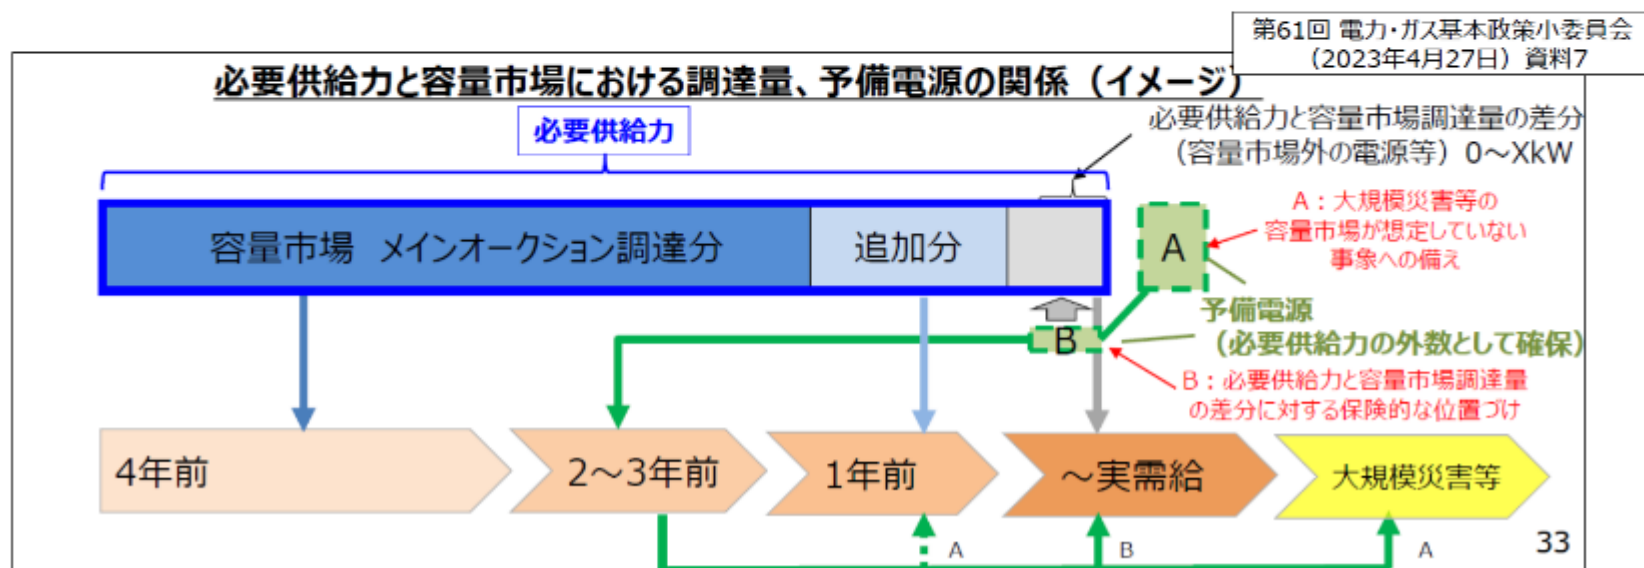 第61回 電力・ガス基本政策小委員会
（2023年4月27日）資料7
必要供給力と容量市場における調達量、予備電源の関係（イメージ）
必要供給力
必要供給力と容量市場調達量の差分
（容量市場外の電源等）0～XkW
容量市場 メインオークション調達分
追加分
A
A：大規模災害等の
容量市場が想定していない
事象への備え
B
予備電源
（必要供給力の外数として確保）
B：必要供給力と容量市場調達量
の差分に対する保険的な位置づけ
4年前
2～3年前
1年前
～実需給
大規模災害等
A
B
A
33